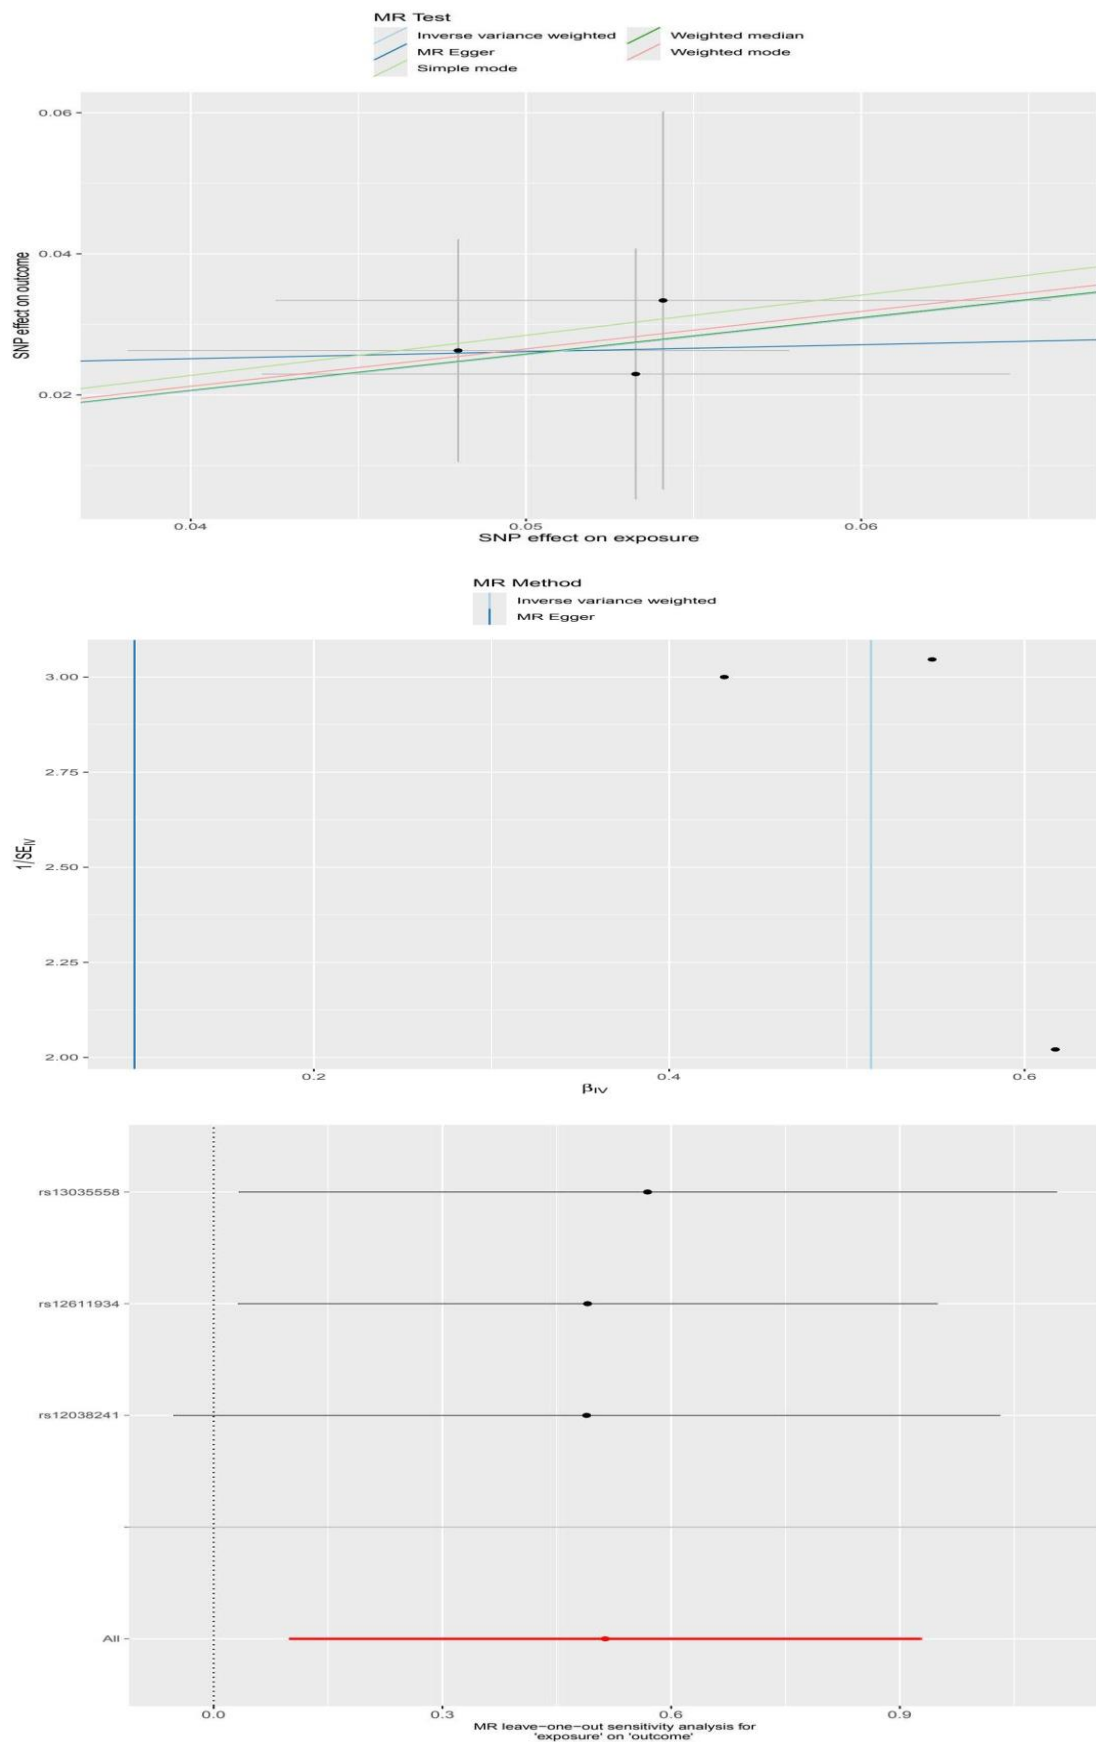 MR Test
Inverse variance weighted
Weighted median
MR Egger
Weighted mode
Simple mode
0.06
0.04
0.02
SNP effect on outcome
0.04
0.05
0.06
SNP effect on exposure
MR Method
Inverse variance weighted
MR Egger
3.00
2.75
2.50
2.25
2.00
1/SE_IV
0.2
0.4
0.6
β_IV
rs13035558
rs12611934
rs12038241
All
0.0
0.3
0.6
0.9
MR leave−one−out sensitivity analysis for
'exposure' on 'outcome'